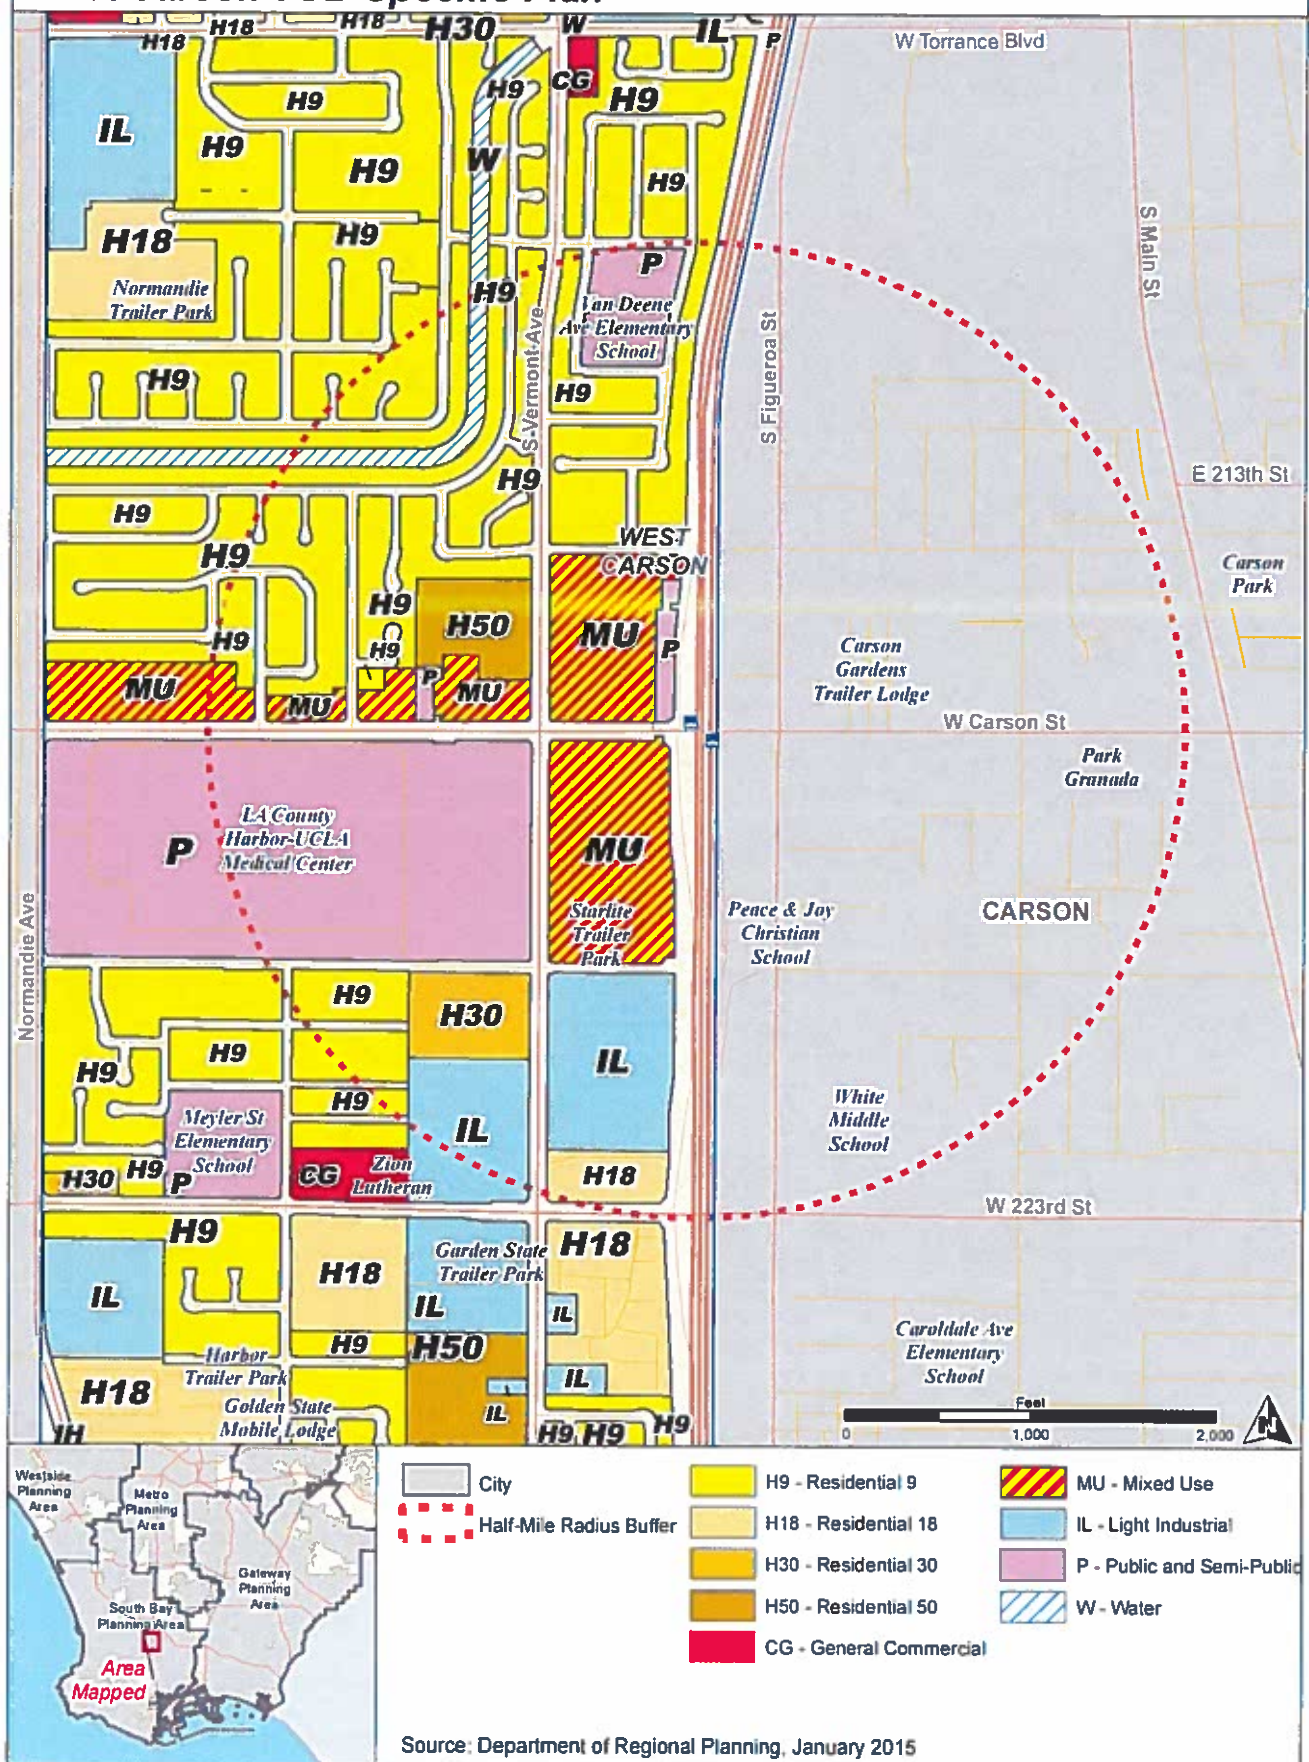 H18
H18
H18
H30
W
IL
P
W Torrance Blvd
CG
H9
H9
H9
IL
H9
H9
W
H9
S Main St
H18
H9
P
Normandie
Trailer Park
H9
Van Deene
Ave Elementary
School
S Vermont Ave
S Figueroa St
H9
H9
H9
E 213th St
H9
WEST
CARSON
H9
Carson
Park
H9
H50
MU
P
H9
H9
Carson
Gardens
Trailer Lodge
MU
MU
P
MU
W Carson St
Park
Granada
LA County
Harbor-UCLA
Medical Center
P
MU
Starlite
Trailer
Park
Peace & Joy
Christian
School
CARSON
Normandie Ave
H9
H30
H9
H9
IL
H9
IL
White
Middle
School
Meyler St
Elementary
School
H30
H9
P
CG
Zion
Lutheran
H18
W 223rd St
H9
H18
Garden State
Trailer Park
H18
IL
IL
IL
H9
H50
Caroldale Ave
Elementary
School
Harbor
Trailer Park
H18
IL
Golden State
Mobile Lodge
IL
IH
H9
H9
H9
Feet
0
1,000
2,000
N
Westside
Planning
Area
Metro
Planning
Area
Gateway
Planning
Area
South Bay
Planning Area
Area
Mapped
City
Half-Mile Radius Buffer
H9 - Residential 9
H18 - Residential 18
H30 - Residential 30
H50 - Residential 50
CG - General Commercial
MU - Mixed Use
IL - Light Industrial
P - Public and Semi-Public
W - Water
Source: Department of Regional Planning, January 2015